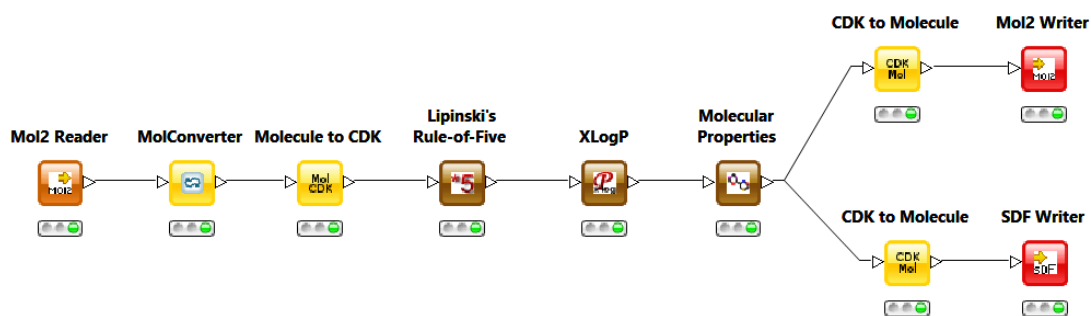 CDK to Molecule
Mol2 Writer
CDK
Mol
MOL2
Lipinski's
Rule-of-Five
Molecular
Properties
Mol2 Reader
MolConverter
Molecule to CDK
XLogP
MOL2
Mol
CDK
*5
P
log
CDK to Molecule
SDF Writer
CDK
Mol
SDF